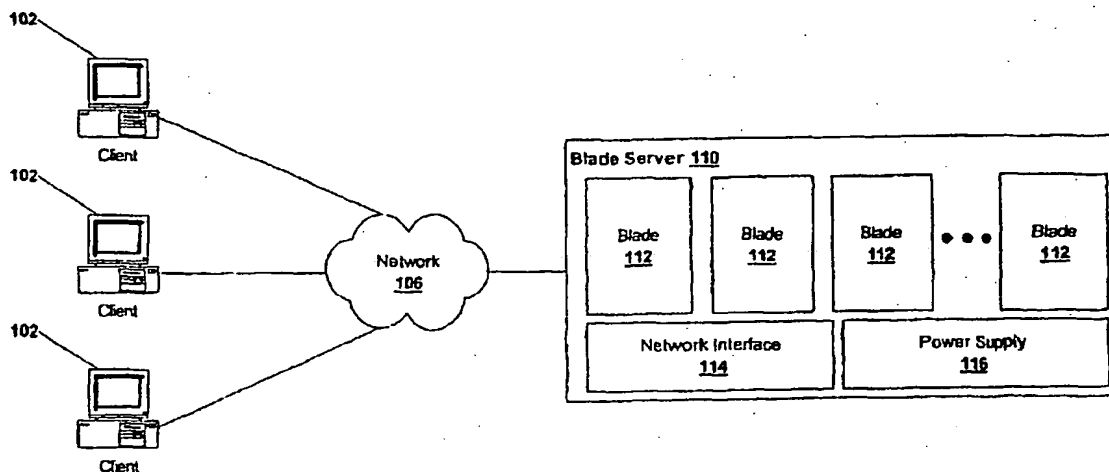 102
Client
102
Client
102
Client
Network
106
Blade Server 110
Blade
112
Blade
112
Blade
112
Blade
112
Network Interface
114
Power Supply
116